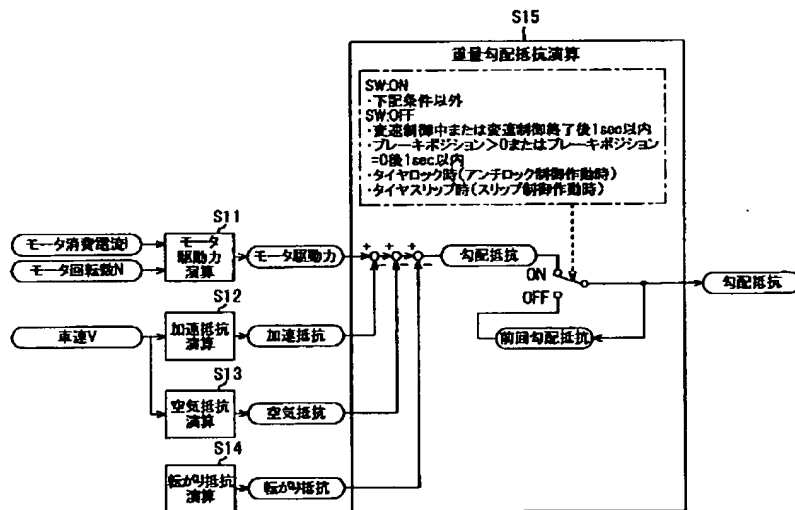 S15
重量勾配抵抗演算
SW:ON
・下記条件以外
SW:OFF
・変速制御中または変速制御終了後1sec以内
・ブレーキポジション>0またはブレーキポジション
=0後1sec以内
・タイヤロック時(アンチロック制御作動時)
・タイヤスリップ時(スリップ制御作動時)
S11
モータ消費電流I
モータ回転数N
モータ
駆動力
演算
モータ駆動力
+
-
+
-
+
-
勾配抵抗
ON
OFF
勾配抵抗
前回勾配抵抗
S12
車速V
加速抵抗
演算
加速抵抗
S13
空気抵抗
演算
空気抵抗
S14
転がり抵抗
演算
転がり抵抗